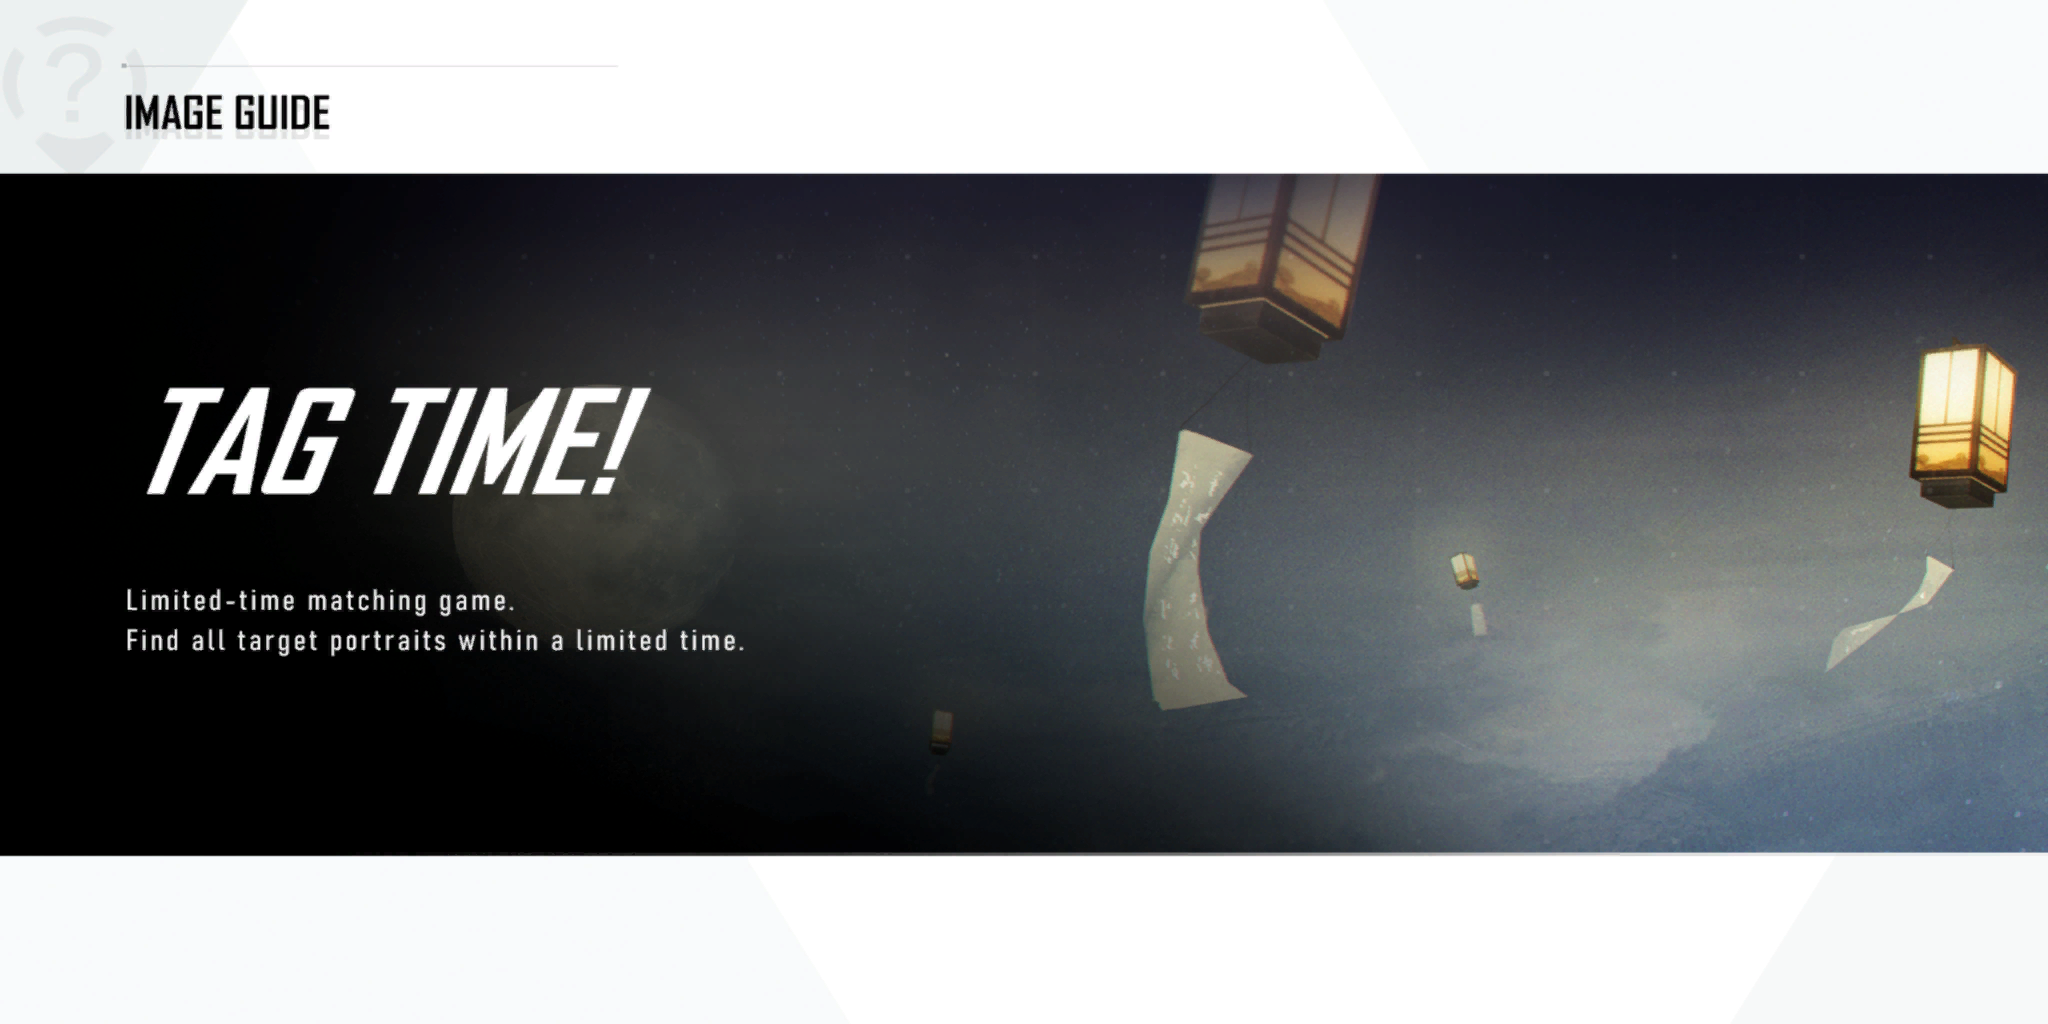 IMAGE GUIDE
TAG TIME!
Limited-time matching game.
Find all target portraits within a limited time.